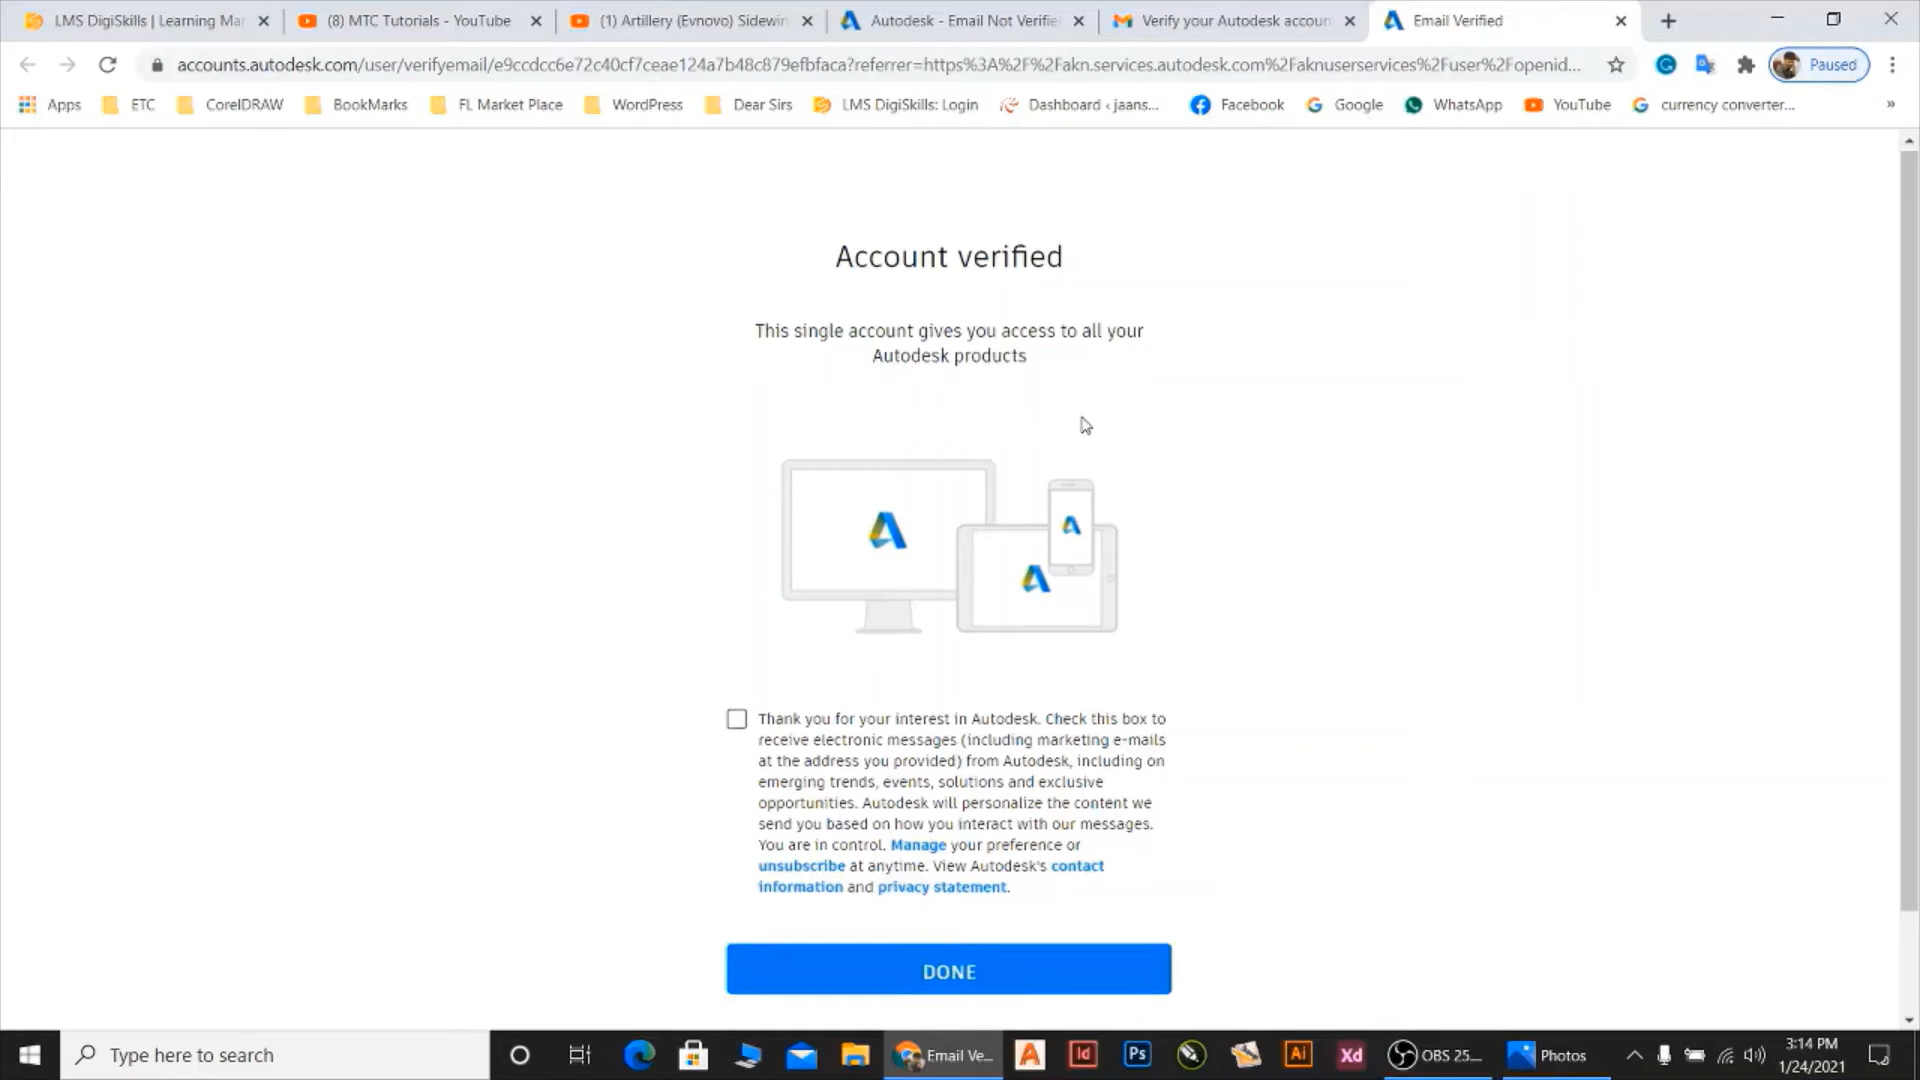 LMS DigiSkills | Learning Ma
(8) MTC Tutorials - YouTube
(1) Artillery (Evnovo) Sidewin
Autodesk - Email Not Verifie
Verify your Autodesk accoun
Email Verified
accounts.autodesk.com/user/verifyemail/e9ccdcc6e72c40cf7ceae124a7b48c879efbfaca?referrer=https%3A%2F%2Fakn.services.autodesk.com%2Faknuserservices%2Fuser%2Fopenid...
Paused
Apps
ETC
CorelDRAW
BookMarks
FL Market Place
WordPress
Dear Sirs
LMS DigiSkills: Login
Dashboard ‹ jaans...
Facebook
Google
WhatsApp
YouTube
currency converter...
»
Account verified
This single account gives you access to all your
Autodesk products
Thank you for your interest in Autodesk. Check this box to
receive electronic messages (including marketing e-mails
at the address you provided) from Autodesk, including on
emerging trends, events, solutions and exclusive
opportunities. Autodesk will personalize the content we
send you based on how you interact with our messages.
You are in control. Manage your preference or
unsubscribe at anytime. View Autodesk's contact
information and privacy statement.
DONE
Type here to search
Email Ve...
A
Id
Ps
Ai
Xd
OBS 25....
Photos
3:14 PM
1/24/2021